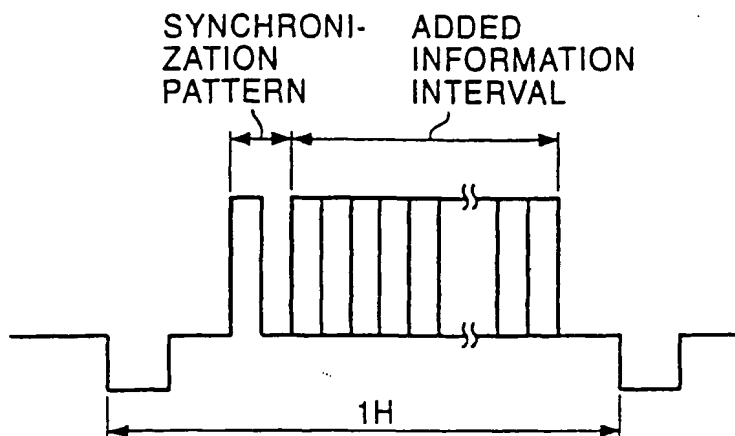 SYNCHRONI-
ZATION
PATTERN
ADDED
INFORMATION
INTERVAL
1H